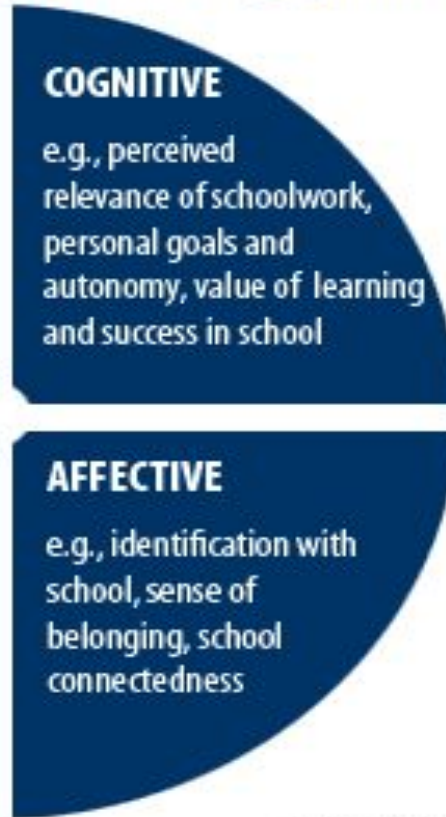 COGNITIVE
e.g., perceived
relevance of schoolwork,
personal goals and
autonomy, value of learning
and success in school
AFFECTIVE
e.g., identification with
school, sense of
belonging, school
connectedness